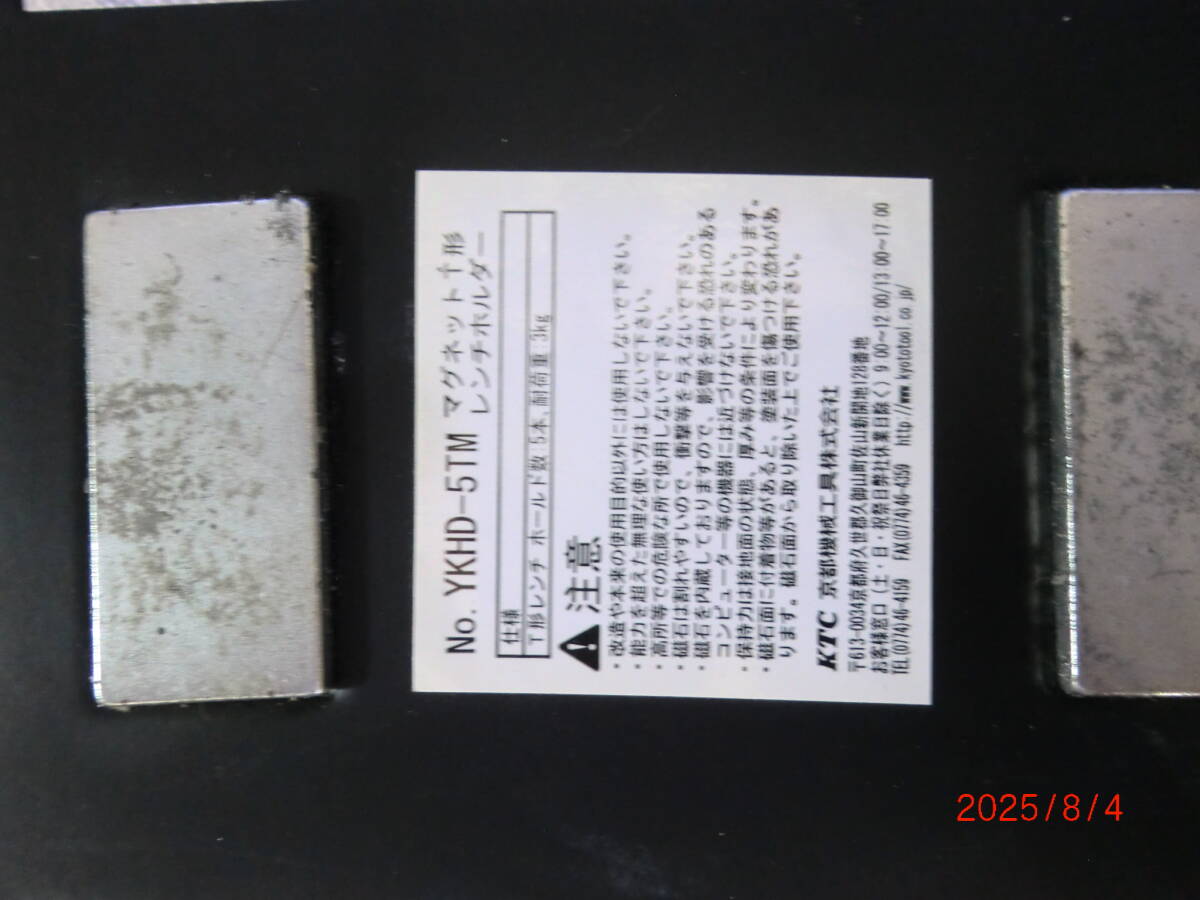 No. YKHD-5TM マグネットT形
レンチホルダー
仕様
T形レンチ ホールド数:5本、耐荷重:3kg
注意
・改造や本来の使用目的以外には使用しないで下さい。
・能力を超えた無理な使い方はしないで下さい。
・高所等での危険な所で使用しないで下さい。
・磁石は割れやすいので、衝撃等を与えないで下さい。
・磁石を内蔵しておりますので、影響を受ける恐れのある
コンピューター等の機器には近づけないで下さい。
・保持力は接地面の状態、厚み等の条件により変わります。
・磁石面に付着物等があると、塗装面を傷つける恐れがあ
ります。磁石面から取り除いた上でご使用下さい。
KTC 京都機械工具株式会社
〒613-0034京都府久世郡久御山町佐山新開地128番地
お客様窓口(土・日・祝祭日弊社休業日除く) 9:00~12:00/13:00~17:00
TEL(0774)46-4159 FAX(0774)46-4359 http://www.kyototool.co.jp/
2025/8/4